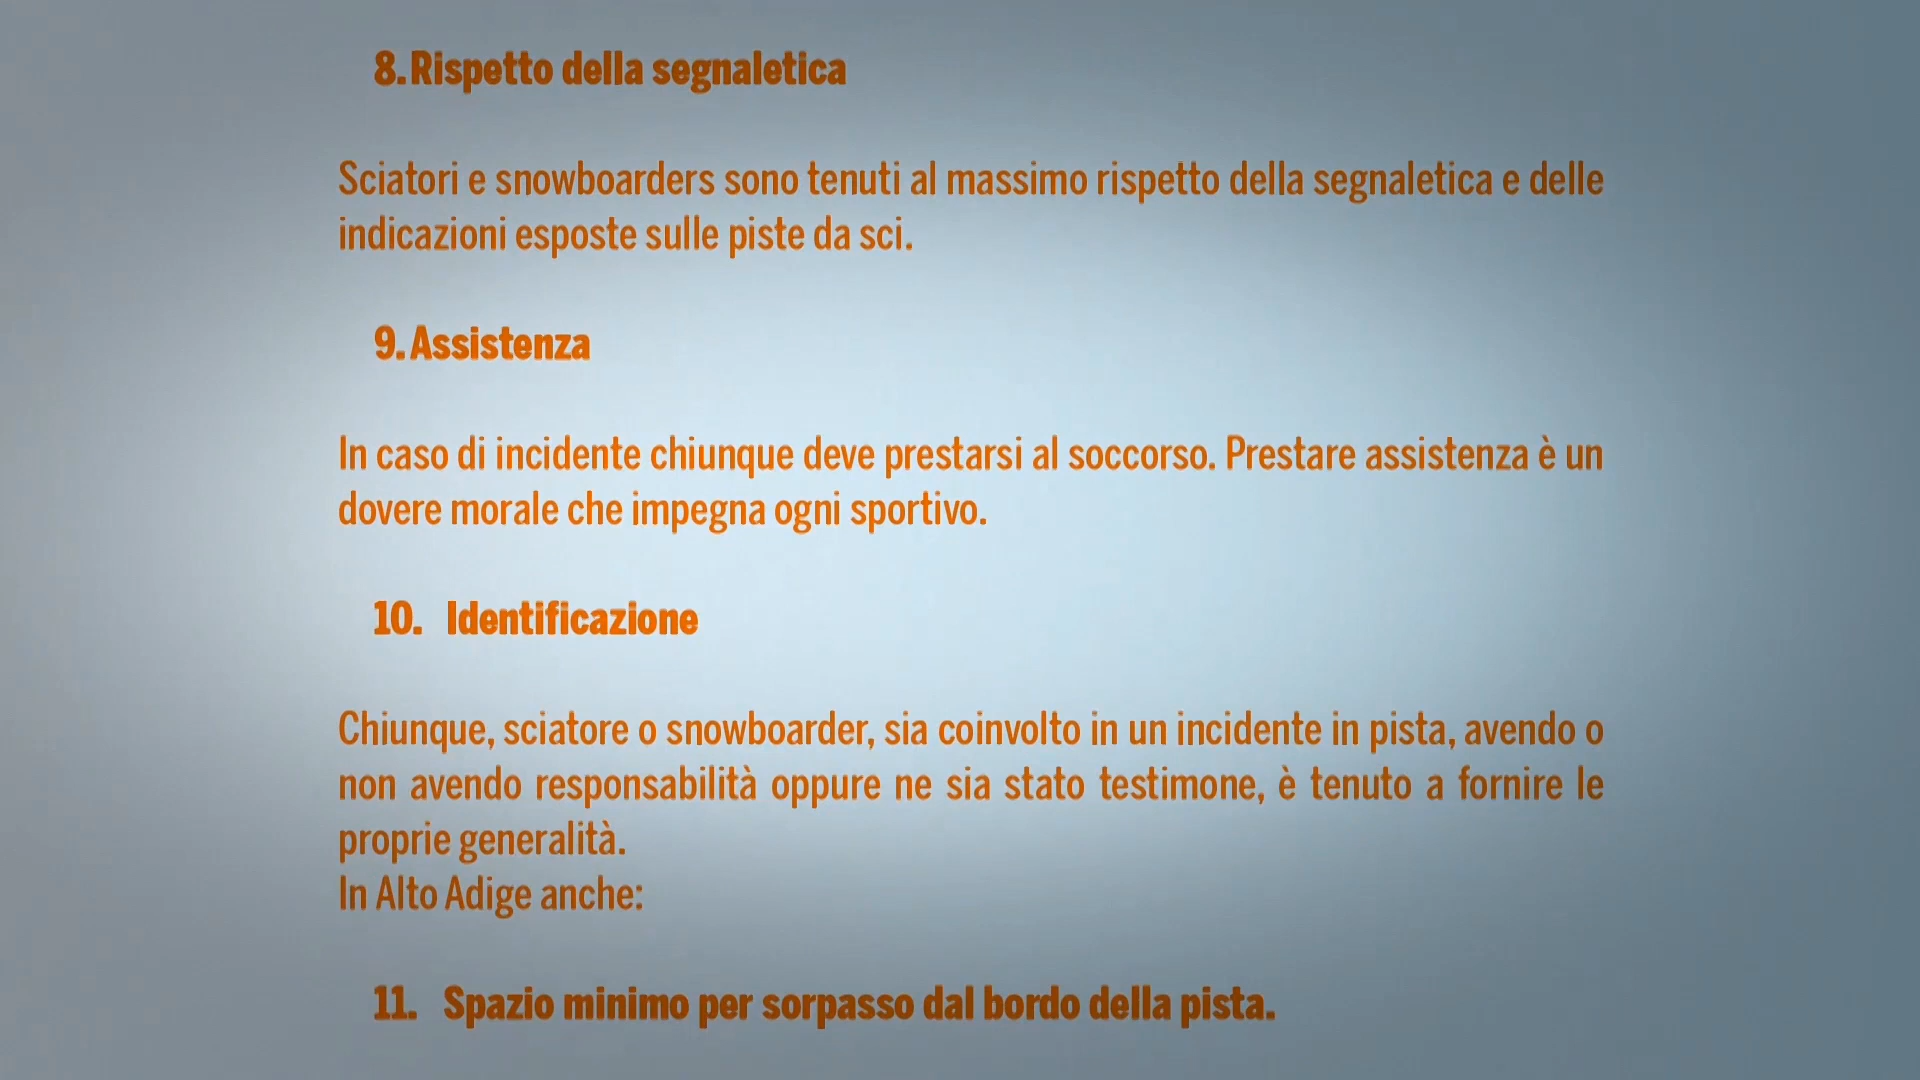 8. Rispetto della segnaletica
Sciatori e snowboarders sono tenuti al massimo rispetto della segnaletica e delle
indicazioni esposte sulle piste da sci.
9. Assistenza
In caso di incidente chiunque deve prestarsi al soccorso. Prestare assistenza è un
dovere morale che impegna ogni sportivo.
10. Identificazione
Chiunque, sciatore o snowboarder, sia coinvolto in un incidente in pista, avendo o
non avendo responsabilità oppure ne sia stato testimone, è tenuto a fornire le
proprie generalità.
In Alto Adige anche:
11. Spazio minimo per sorpasso dal bordo della pista.